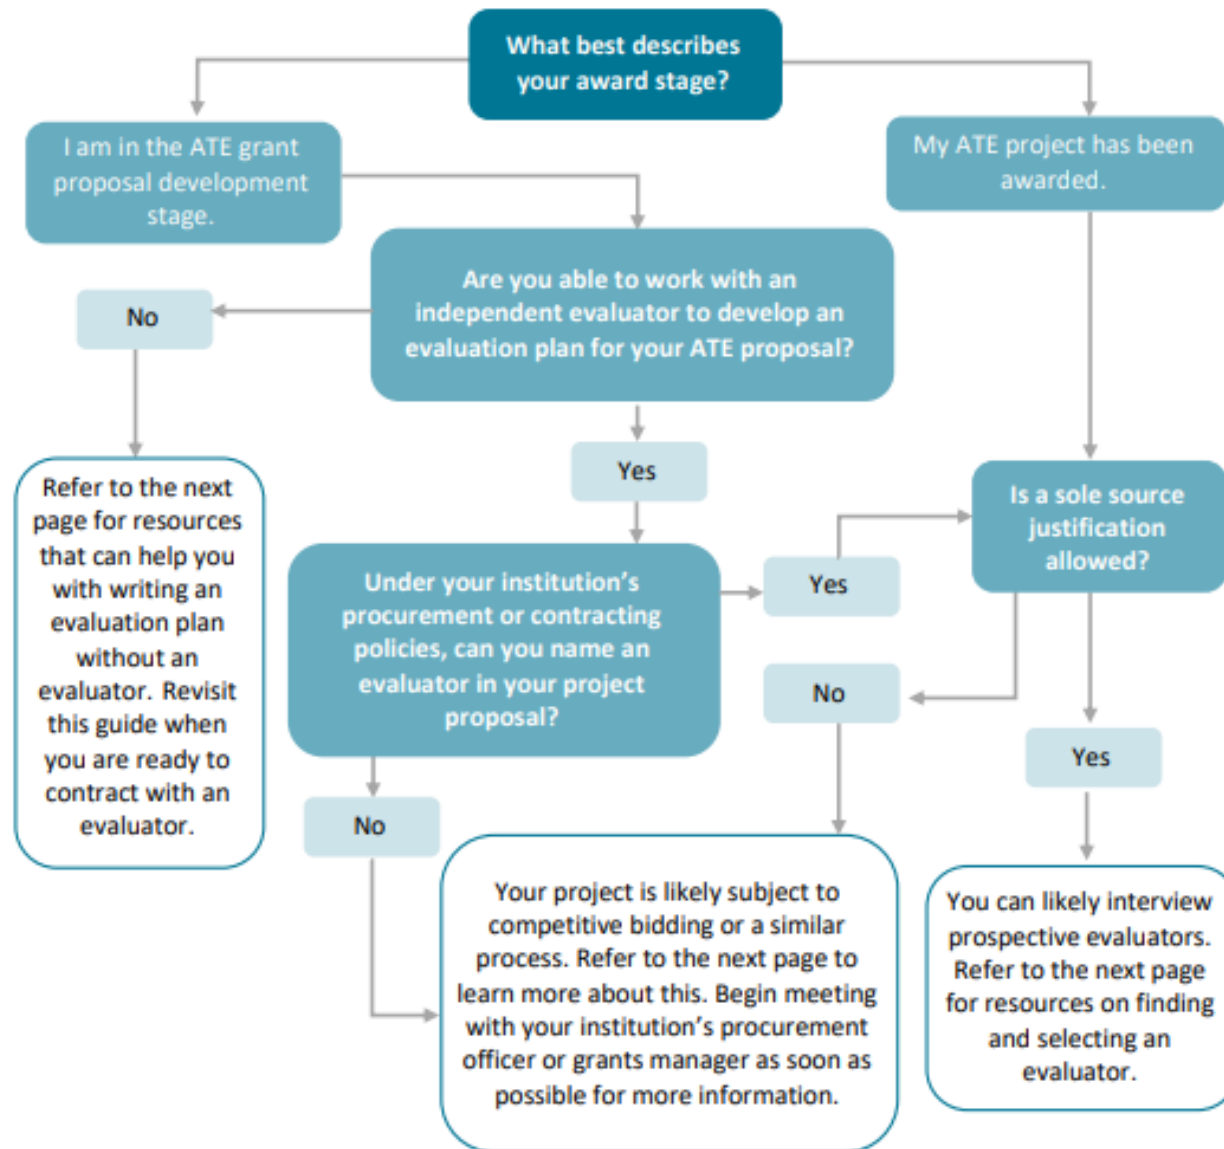 What best describes
your award stage?
I am in the ATE grant
proposal development
stage.
My ATE project has been
awarded.
Are you able to work with an
independent evaluator to develop an
evaluation plan for your ATE proposal?
No
Yes
Refer to the next
page for resources
that can help you
with writing an
evaluation plan
without an
evaluator. Revisit
this guide when
you are ready to
contract with an
evaluator.
Under your institution’s
procurement or contracting
policies, can you name an
evaluator in your project
proposal?
Yes
Is a sole source
justification
allowed?
No
Yes
No
Your project is likely subject to
competitive bidding or a similar
process. Refer to the next page to
learn more about this. Begin meeting
with your institution’s procurement
officer or grants manager as soon as
possible for more information.
You can likely interview
prospective evaluators.
Refer to the next page
for resources on finding
and selecting an
evaluator.